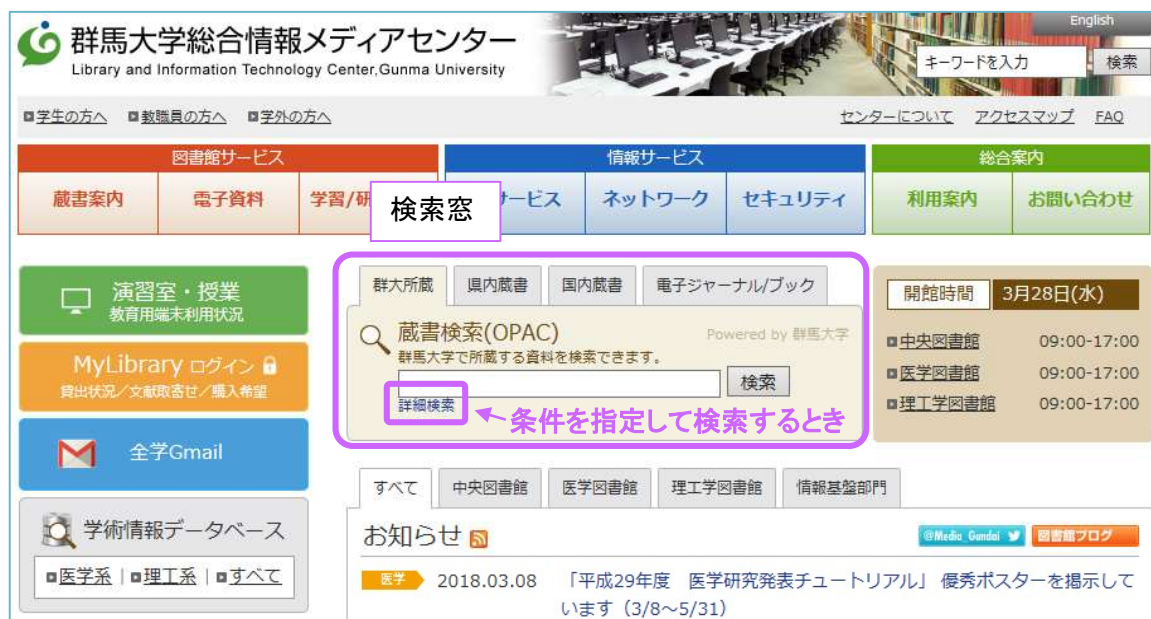 English
群馬大学総合情報メディアセンター
Library and Information Technology Center,Gunma University
キーワードを入力 検索
学生の方へ 教職員の方へ 学外の方へ センターについて アクセスマップ FAQ
図書館サービス 情報サービス 総合案内
蔵書案内 電子資料 学習/研 検索窓 サービス ネットワーク セキュリティ 利用案内 お問い合わせ
演習室・授業
教育用端末利用状況
MyLibrary ログイン
貸出状況／文献取寄せ／購入希望
全学Gmail
学術情報データベース
医学系 | 理工系 | すべて
群大所蔵 県内蔵書 国内蔵書 電子ジャーナル/ブック
蔵書検索(OPAC) Powered by 群馬大学
群馬大学で所蔵する資料を検索できます。
検索
詳細検索 条件を指定して検索するとき
開館時間 3月28日(水)
中央図書館 09:00-17:00
医学図書館 09:00-17:00
理工学図書館 09:00-17:00
すべて 中央図書館 医学図書館 理工学図書館 情報基盤部門
お知らせ @Media_Gundai 図書館ブログ
医学 2018.03.08 「平成29年度 医学研究発表チュートリアル」 優秀ポスターを掲示して
います（3/8～5/31）